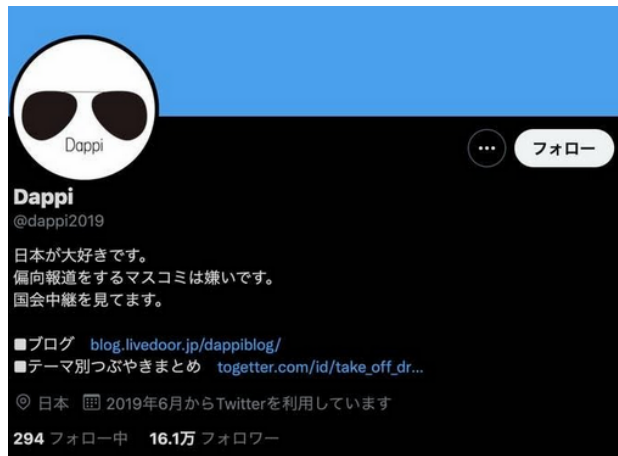 Dappi
フォロー
Dappi
@dappi2019
日本が大好きです。
偏向報道をするマスコミは嫌いです。
国会中継を見てます。
■ブログ blog.livedoor.jp/dappiblog/
■テーマ別つぶやきまとめ togetter.com/id/take_off_dr...
日本 2019年6月からTwitterを利用しています
294 フォロー中 16.1万 フォロワー